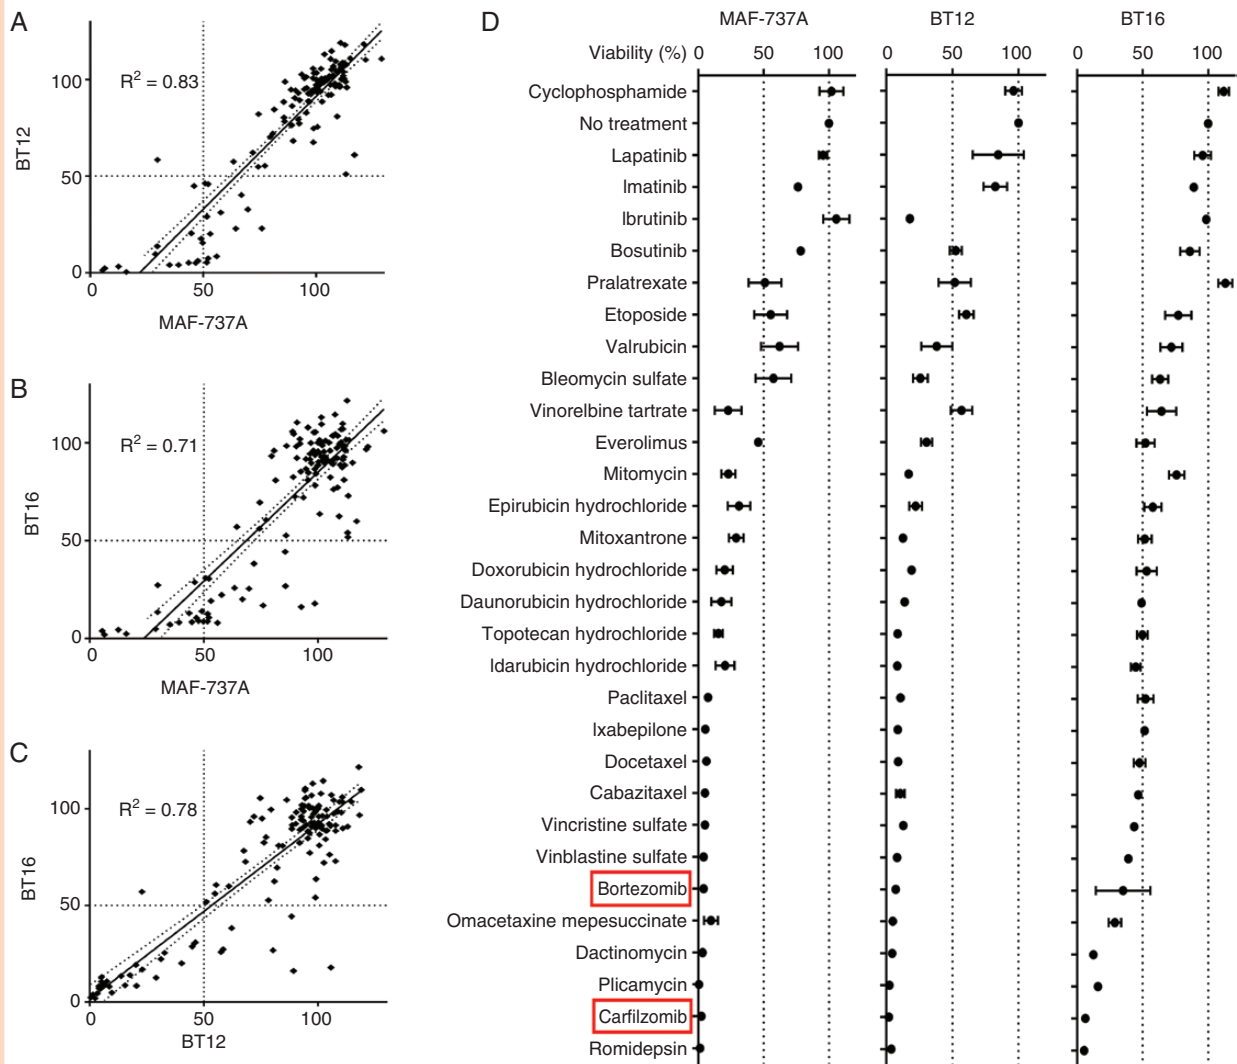 A
R² = 0.83
BT12
100
50
0
0
50
100
MAF-737A
B
R² = 0.71
BT16
100
50
0
0
50
100
MAF-737A
C
R² = 0.78
BT16
100
50
0
0
50
100
BT12
D
MAF-737A
BT12
BT16
Viability (%)
0 50 100
0 50 100
0 50 100
Cyclophosphamide
No treatment
Lapatinib
Imatinib
Ibrutinib
Bosutinib
Pralatrexate
Etoposide
Valrubicin
Bleomycin sulfate
Vinorelbine tartrate
Everolimus
Mitomycin
Epirubicin hydrochloride
Mitoxantrone
Doxorubicin hydrochloride
Daunorubicin hydrochloride
Topotecan hydrochloride
Idarubicin hydrochloride
Paclitaxel
Ixabepilone
Docetaxel
Cabazitaxel
Vincristine sulfate
Vinblastine sulfate
Bortezomib
Omacetaxine mepesuccinate
Dactinomycin
Plicamycin
Carfilzomib
Romidepsin